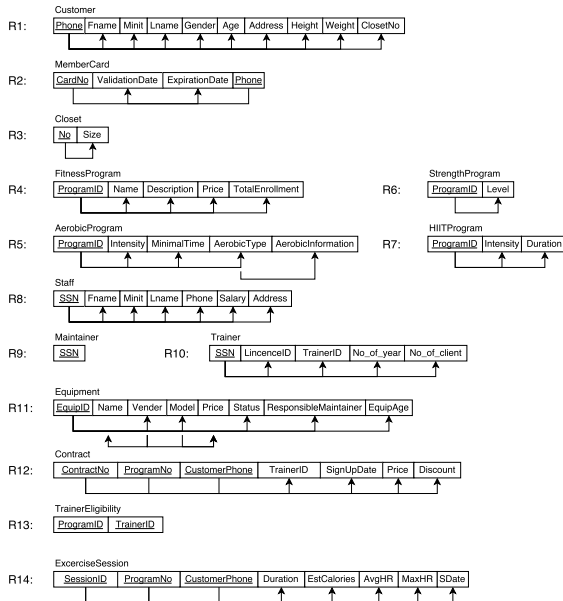 Customer
R1: Phone Fname Minit Lname Gender Age Address Height Weight ClosetNo
MemberCard
R2: CardNo ValidationDate ExpirationDate Phone
Closet
R3: No Size
FitnessProgram
R4: ProgramID Name Description Price TotalEnrollment
StrengthProgram
R6: ProgramID Level
AerobicProgram
R5: ProgramID Intensity MinimalTime AerobicType AerobicInformation
HIITProgram
R7: ProgramID Intensity Duration
Staff
R8: SSN Fname Minit Lname Phone Salary Address
Maintainer
R9: SSN
Trainer
R10: SSN LincenceID TrainerID No_of_year No_of_client
Equipment
R11: EquipID Name Vender Model Price Status ResponsibleMaintainer EquipAge
Contract
R12: ContractNo ProgramNo CustomerPhone TrainerID SignUpDate Price Discount
TrainerEligibility
R13: ProgramID TrainerID
ExcerciseSession
R14: SessionID ProgramNo CustomerPhone Duration EstCalories AvgHR MaxHR SDate